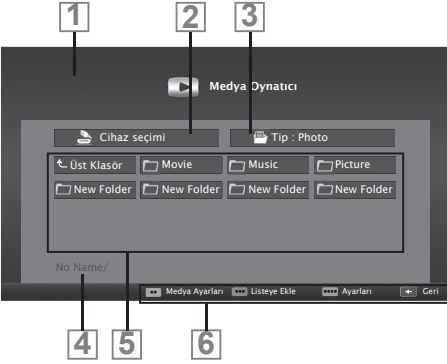 1 2 3
Medya Oynatıcı
Cihaz seçimi Tip : Photo
Üst Klasör Movie Music Picture
New Folder New Folder New Folder New Folder
No Name/
Medya Ayarları Listeye Ekle Ayarları Geri
4 5 6